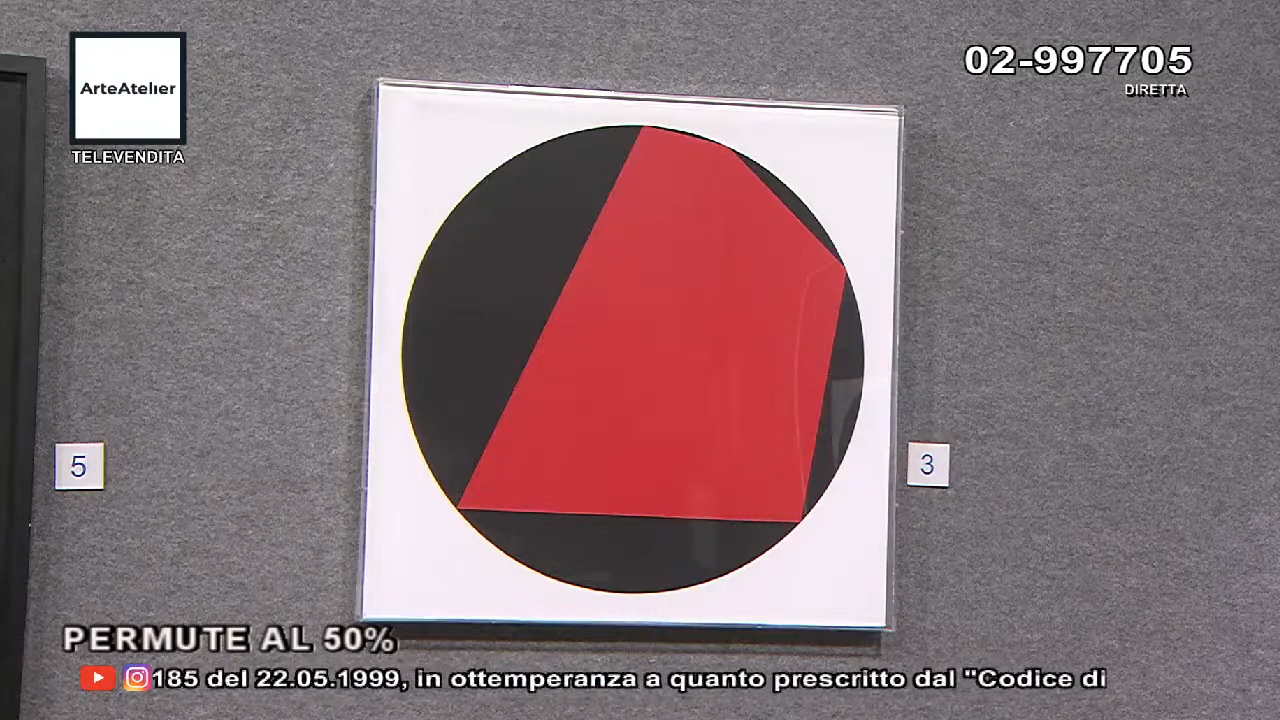 ArteAtelier
TELEVENDITA
02-997705
DIRETTA
5
3
PERMUTE AL 50%
185 del 22.05.1999, in ottemperanza a quanto prescritto dal "Codice di